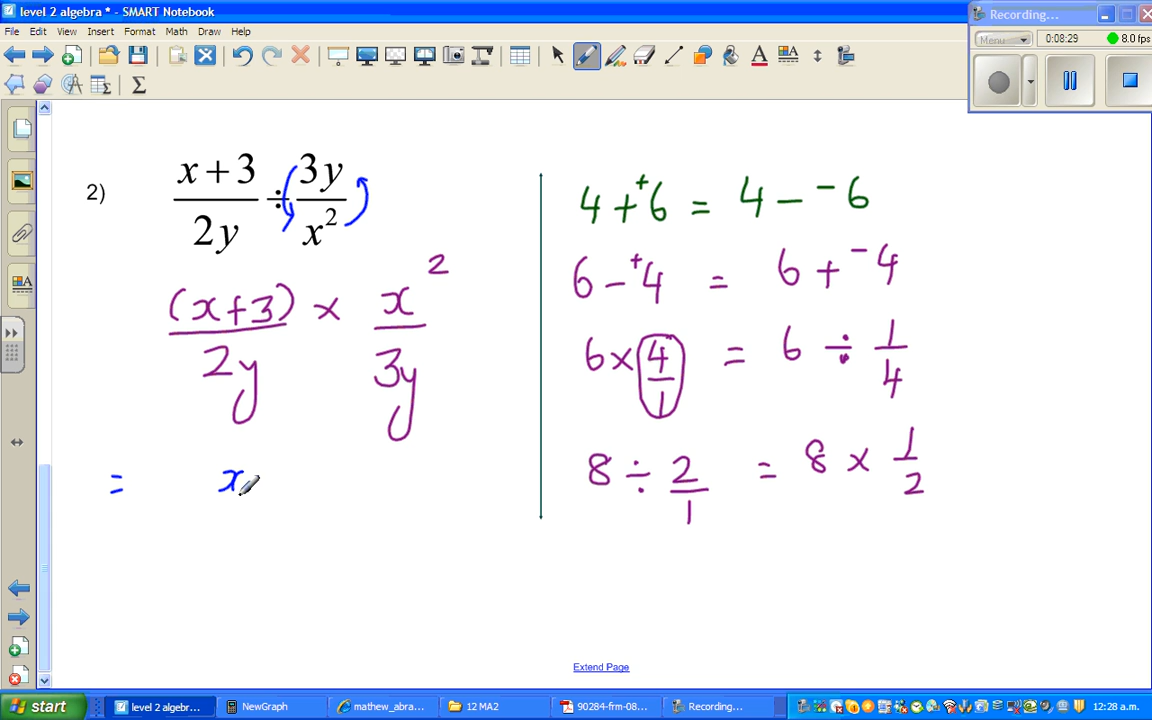 level 2 algebra * - SMART Notebook
File Edit View Insert Format Math Draw Help
Recording...
Menu
0:08:29 8.0 fps
2) (x + 3)/(2y) ÷ (3y)/(x²)
(x+3)/2y × x²/3y
= x
4 + ⁺6 = 4 - ⁻6
6 - ⁺4 = 6 + ⁻4
6 × 4/1 = 6 ÷ 1/4
8 ÷ 2/1 = 8 × 1/2
Extend Page
start
level 2 algebr...
NewGraph
mathew_abra...
12 MA2
90284-frm-08...
Recording...
12:28 a.m.